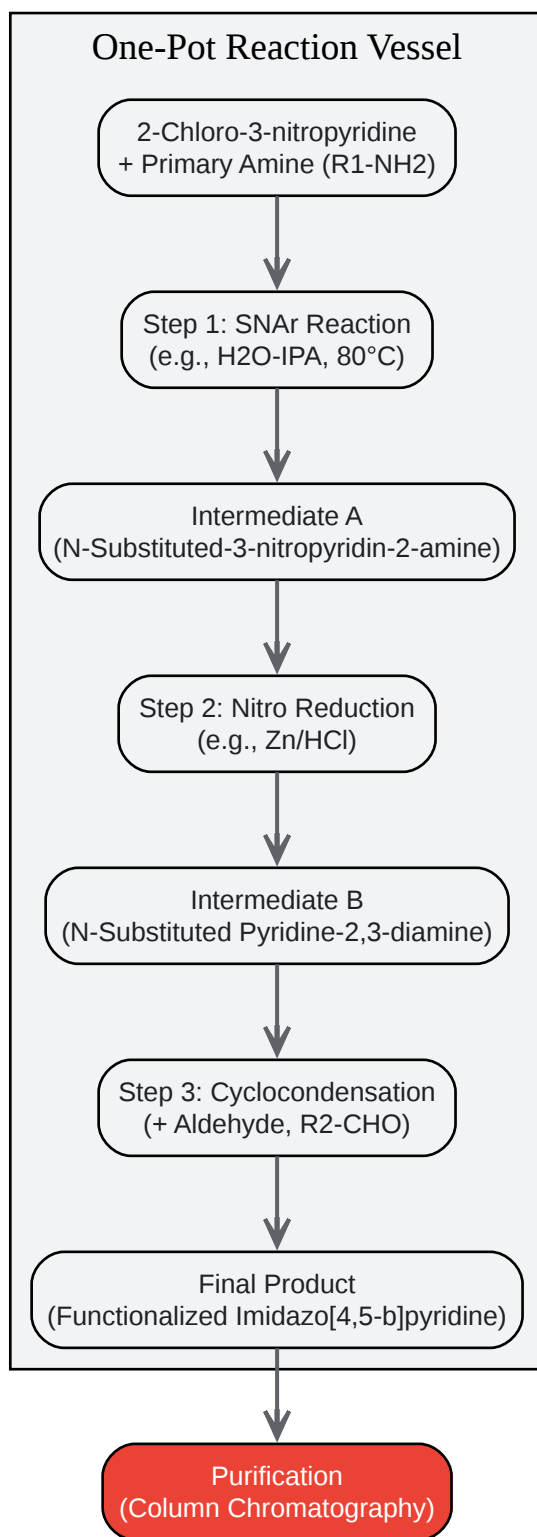 One-Pot Reaction Vessel
2-Chloro-3-nitropyridine
+ Primary Amine (R1-NH2)
Step 1: SNAr Reaction
(e.g., H2O-IPA, 80°C)
Intermediate A
(N-Substituted-3-nitropyridin-2-amine)
Step 2: Nitro Reduction
(e.g., Zn/HCl)
Intermediate B
(N-Substituted Pyridine-2,3-diamine)
Step 3: Cyclocondensation
(+ Aldehyde, R2-CHO)
Final Product
(Functionalized Imidazo[4,5-b]pyridine)
Purification
(Column Chromatography)